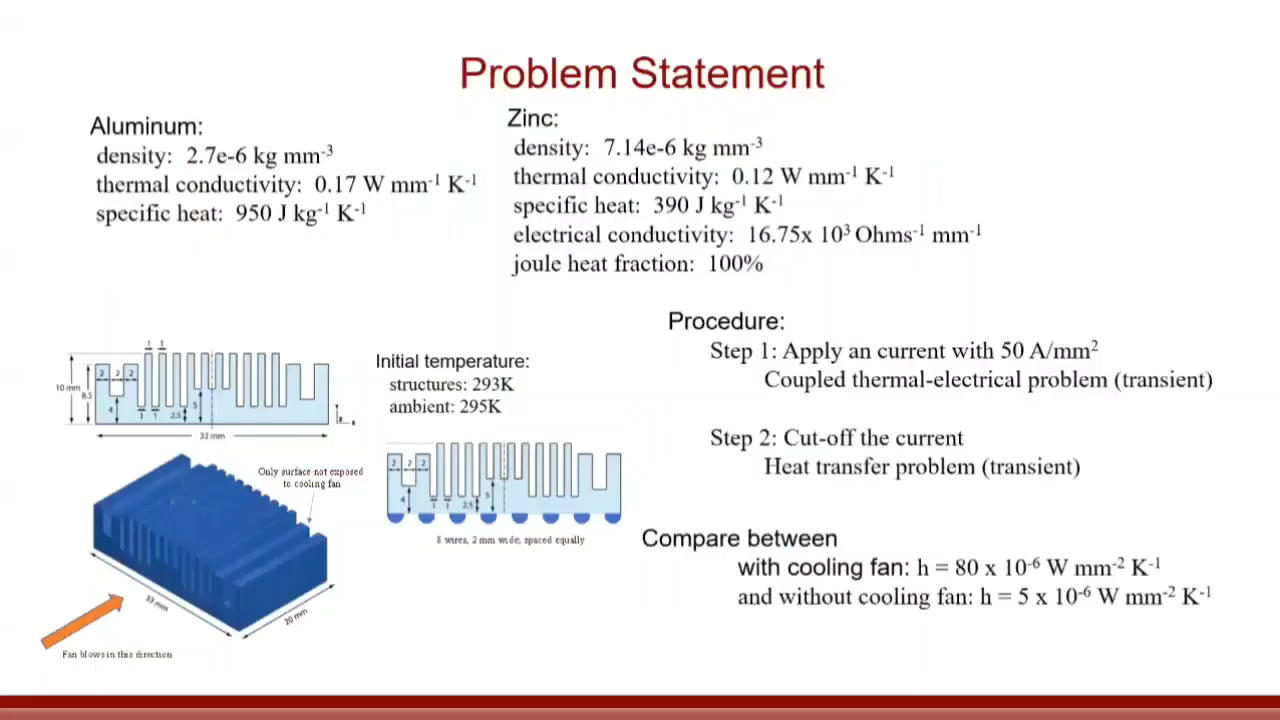 Problem Statement
Aluminum:
density: 2.7e-6 kg mm-3
thermal conductivity: 0.17 W mm-1 K-1
specific heat: 950 J kg-1 K-1
Zinc:
density: 7.14e-6 kg mm-3
thermal conductivity: 0.12 W mm-1 K-1
specific heat: 390 J kg-1 K-1
electrical conductivity: 16.75x 103 Ohms-1 mm-1
joule heat fraction: 100%
Procedure:
Step 1: Apply an current with 50 A/mm2
Coupled thermal-electrical problem (transient)
Step 2: Cut-off the current
Heat transfer problem (transient)
Compare between
with cooling fan: h = 80 x 10-6 W mm-2 K-1
and without cooling fan: h = 5 x 10-6 W mm-2 K-1
1 1
2 2 2
10 mm
8.5
4
1 1
2.5
5
33 mm
Initial temperature:
structures: 293K
ambient: 295K
2 2 2
4
1 1
2.5
5
8 wires, 2 mm wide, spaced equally
Only surface not exposed
to cooling fan
33 mm
20 mm
Fan blows in this direction